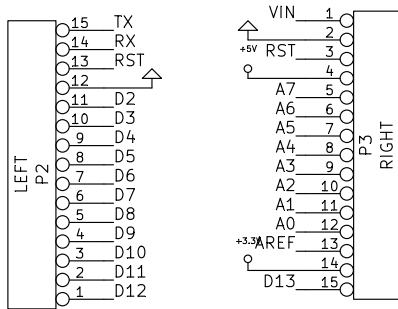 LEFT
P2
15 TX
14 RX
13 RST
12
11 D2
10 D3
9 D4
8 D5
7 D6
6 D7
5 D8
4 D9
3 D10
2 D11
1 D12
VIN 1
2
+5V
RST 3
4
A7 5
A6 6
A5 7
A4 8
A3 9
A2 10
A1 11
A0 12
+3.3V
AREF 13
14
D13 15
P3
RIGHT